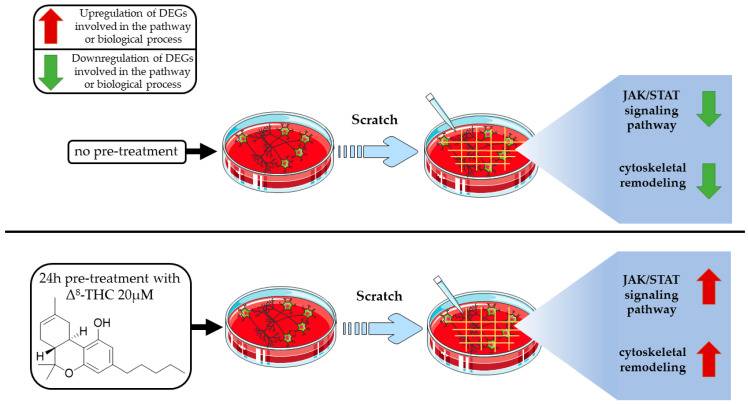 Upregulation of DEGs
involved in the pathway
or biological process
Downregulation of DEGs
involved in the pathway
or biological process
no pre-treatment
Scratch
JAK/STAT
signaling
pathway
cytoskeletal
remodeling
24h pre-treatment with
Δ⁸-THC 20µM
OH
H
H
O
Scratch
JAK/STAT
signaling
pathway
cytoskeletal
remodeling